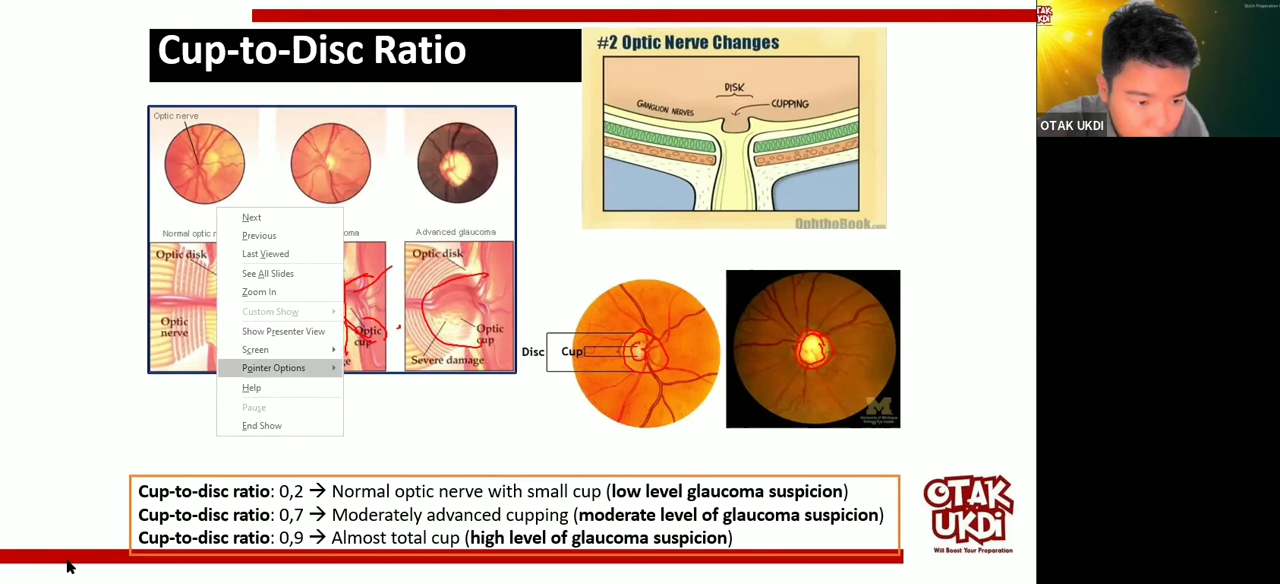 Cup-to-Disc Ratio
#2 Optic Nerve Changes
DISK
GANGLION NERVES
CUPPING
OphthoBook.com
Optic nerve
Normal optic n
oma
Advanced glaucoma
Optic disk
Optic
nerve
Optic
cup
ge
Optic disk
Optic
cup
Severe damage
Next
Previous
Last Viewed
See All Slides
Zoom In
Custom Show
Show Presenter View
Screen
Pointer Options
Help
Pause
End Show
Disc
Cup
M
Cup-to-disc ratio: 0,2 → Normal optic nerve with small cup (low level glaucoma suspicion)
Cup-to-disc ratio: 0,7 → Moderately advanced cupping (moderate level of glaucoma suspicion)
Cup-to-disc ratio: 0,9 → Almost total cup (high level of glaucoma suspicion)
OTAK
UKDI
Will Boost Your Preparation
OTAK UKDI